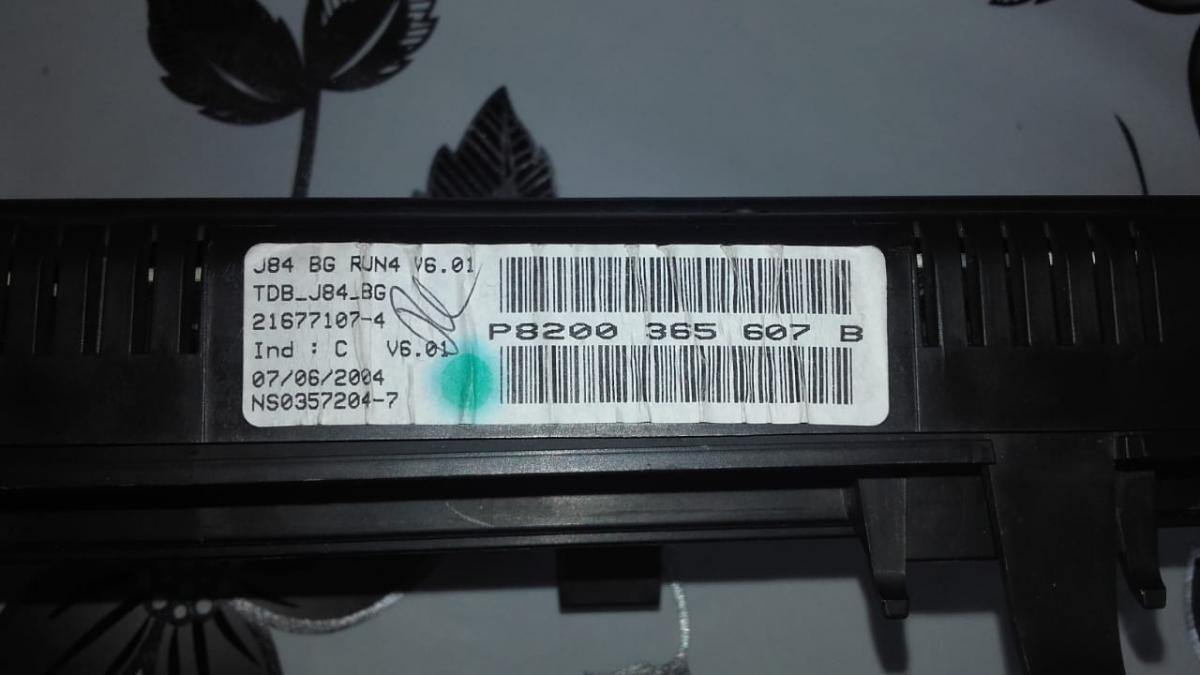 J84 BG RUN4 V6.01
TDB_J84_BG
21677107-4
Ind : C V6.01
07/06/2004
NS0357204-7
P8200 365 607 B